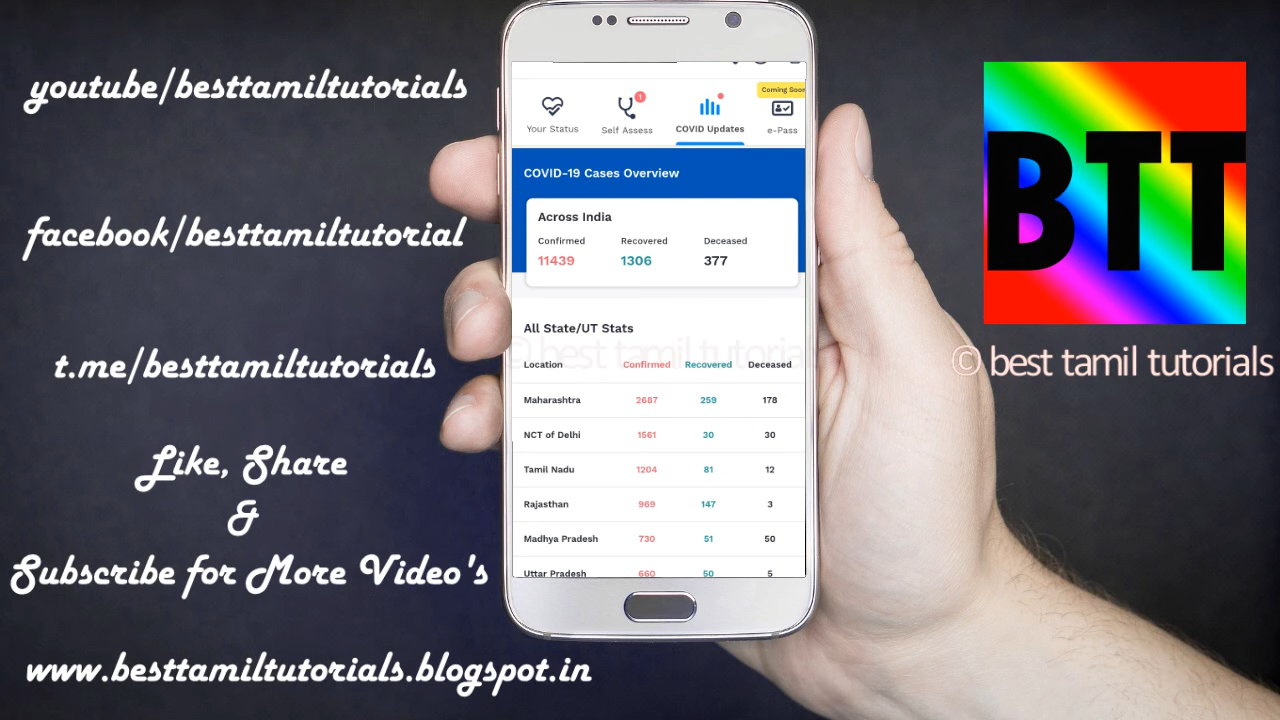 youtube/besttamiltutorials
facebook/besttamiltutorial
t.me/besttamiltutorials
Like, Share
&
Subscribe for More Video's
www.besttamiltutorials.blogspot.in
Coming Soon
1
Your Status Self Assess COVID Updates e-Pass
COVID-19 Cases Overview
Across India
Confirmed Recovered Deceased
11439 1306 377
All State/UT Stats
© best tamil tutorials
Location Confirmed Recovered Deceased
Maharashtra 2687 259 178
NCT of Delhi 1561 30 30
Tamil Nadu 1204 81 12
Rajasthan 969 147 3
Madhya Pradesh 730 51 50
Uttar Pradesh 660 50 5
BTT
© best tamil tutorials